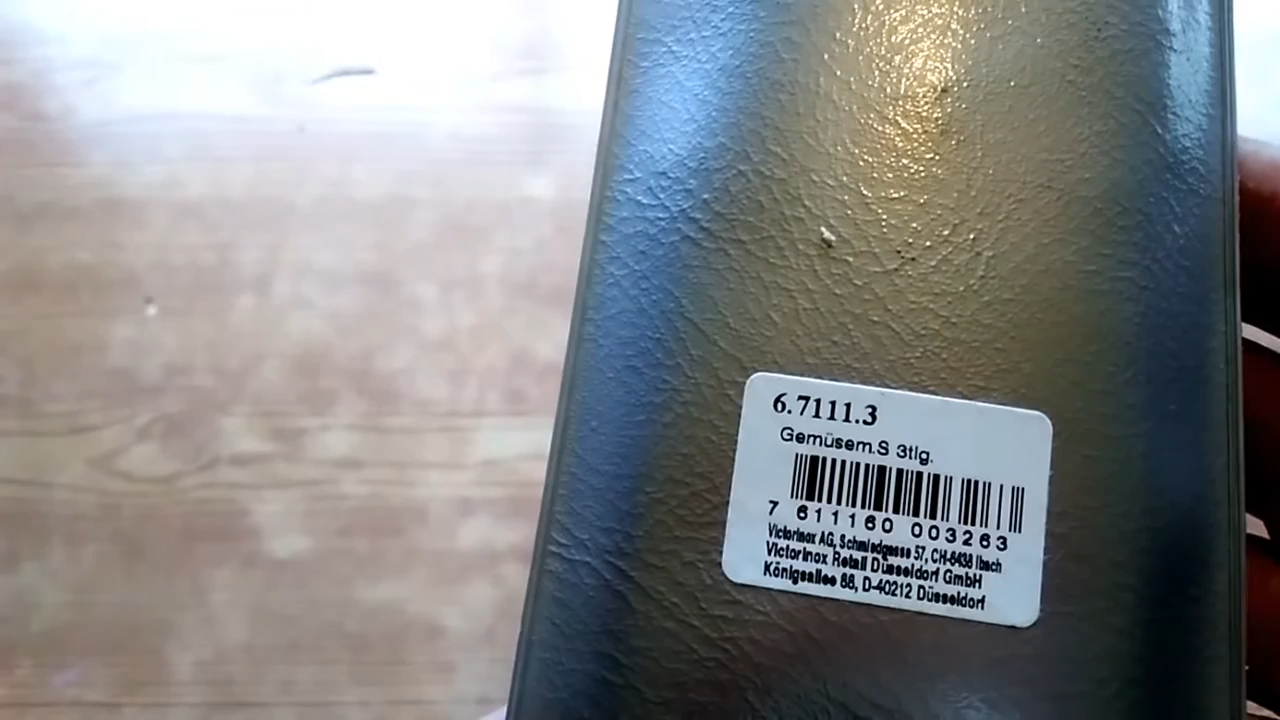 6.7111.3
Gemüsem.S 3tlg.
7 611160 003263
Victorinox AG, Schmiedgasse 57, CH-6438 Ibach
Victorinox Retail Düsseldorf GmbH
Königsallee 88, D-40212 Düsseldorf